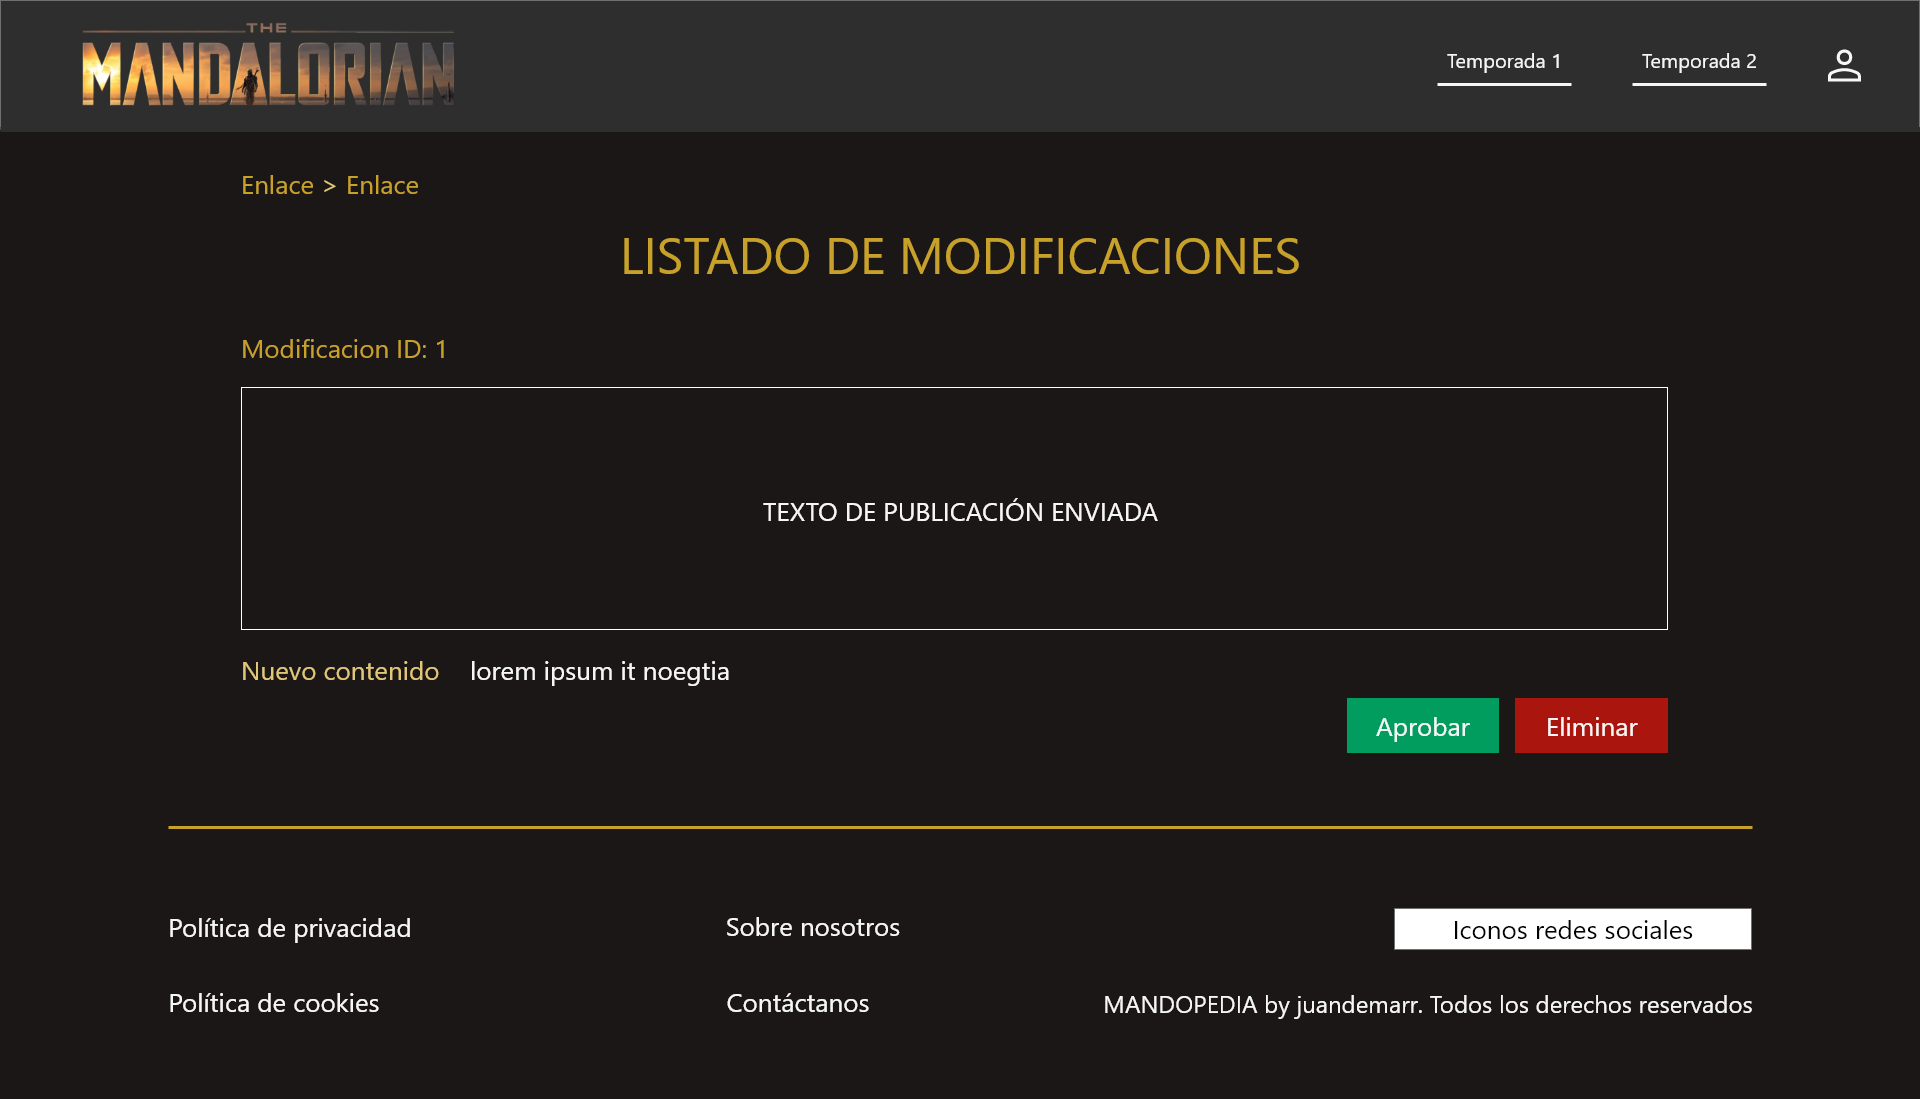 THE
MANDALORIAN
Temporada 1
Temporada 2
Enlace > Enlace
LISTADO DE MODIFICACIONES
Modificacion ID: 1
TEXTO DE PUBLICACIÓN ENVIADA
Nuevo contenido lorem ipsum it noegtia
Aprobar
Eliminar
Política de privacidad
Sobre nosotros
Iconos redes sociales
Política de cookies
Contáctanos
MANDOPEDIA by juandemarr. Todos los derechos reservados